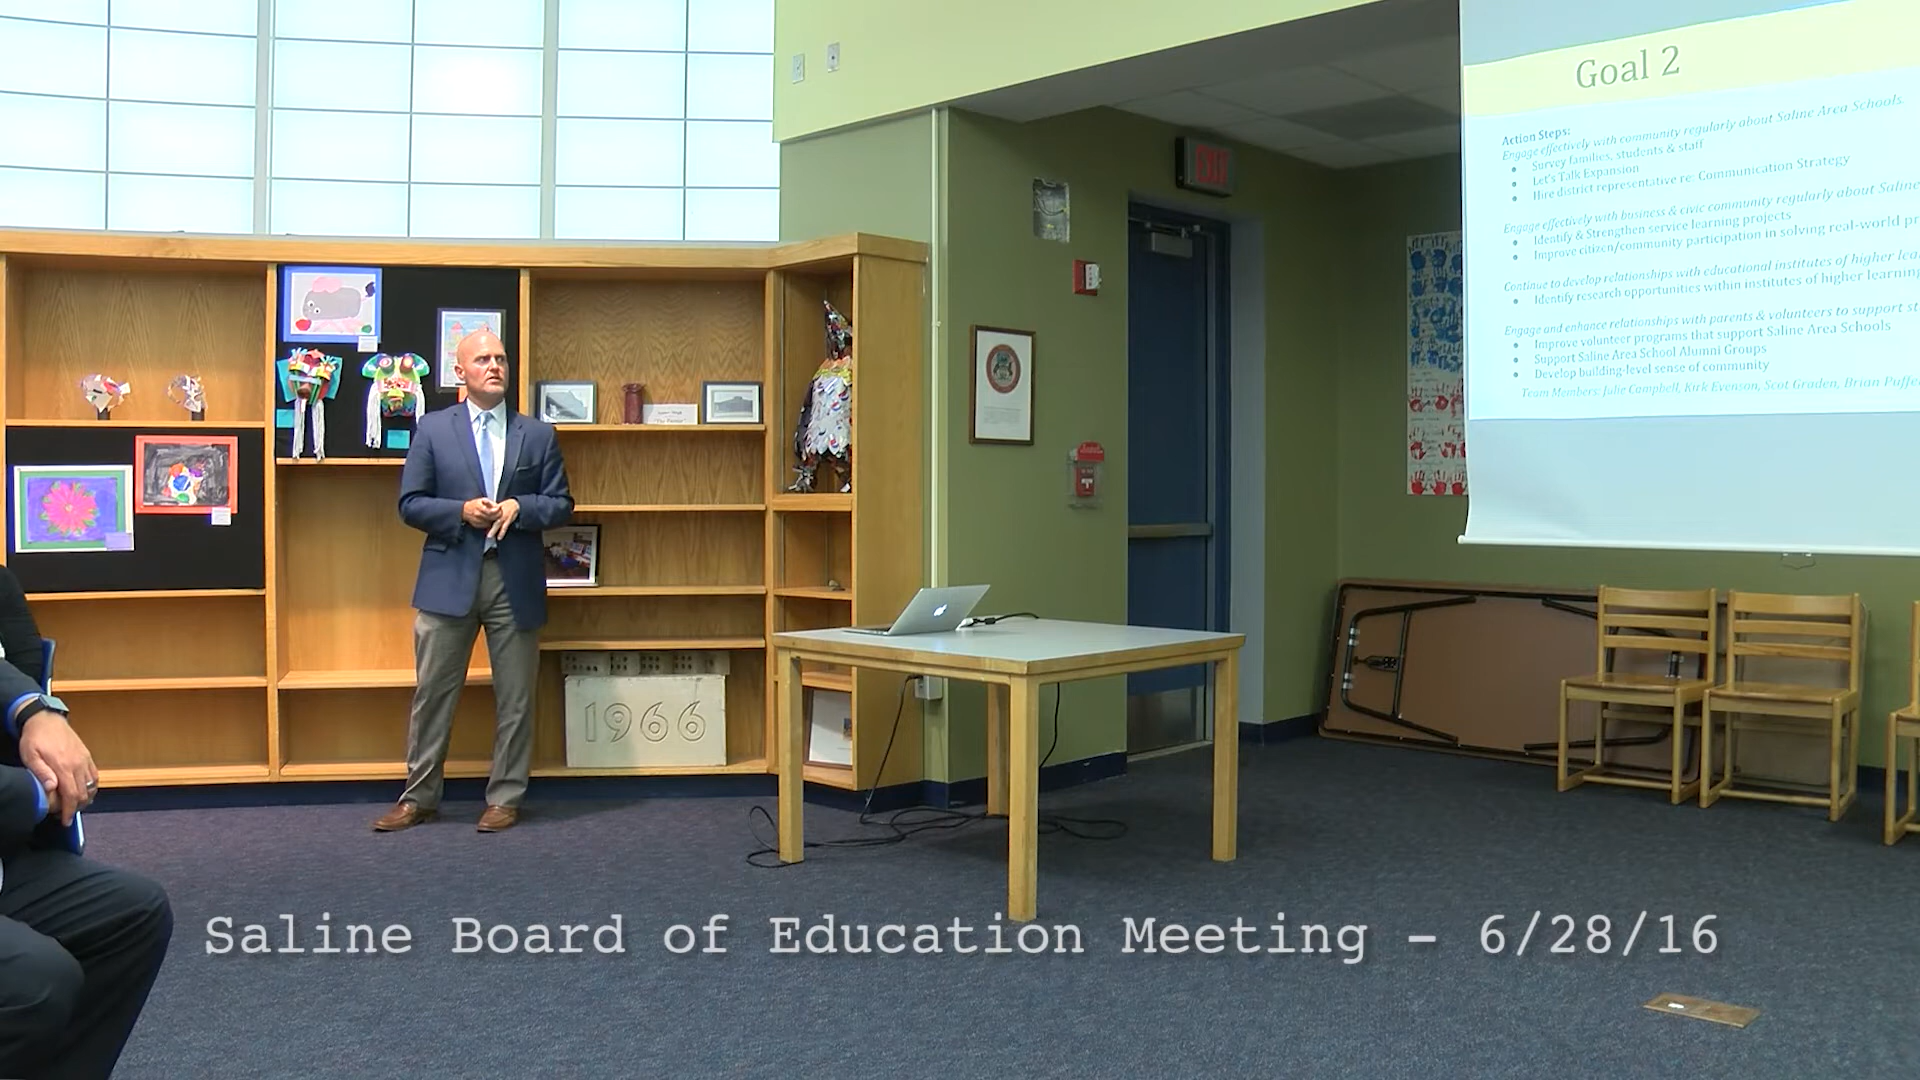 Goal 2
Action Steps:
Engage effectively with community regularly about Saline Area Schools.
• Survey families, students & staff
• Let's Talk Expansion
• Hire district representative re: Communication Strategy
Engage effectively with business & civic community regularly about Saline
• Identify & Strengthen service learning projects
• Improve citizen/community participation in solving real-world
Continue to develop relationships with educational institutes of higher
• Identify research opportunities within institutes of higher learning
Engage and enhance relationships with parents & volunteers to support
• Improve volunteer programs that support Saline Area Schools
• Support Saline Area School Alumni Groups
• Develop building-level sense of community
Team Members: Julie Campbell, Kirk Evenson, Scot Graden, Brian
EXIT
1966
Saline Board of Education Meeting - 6/28/16